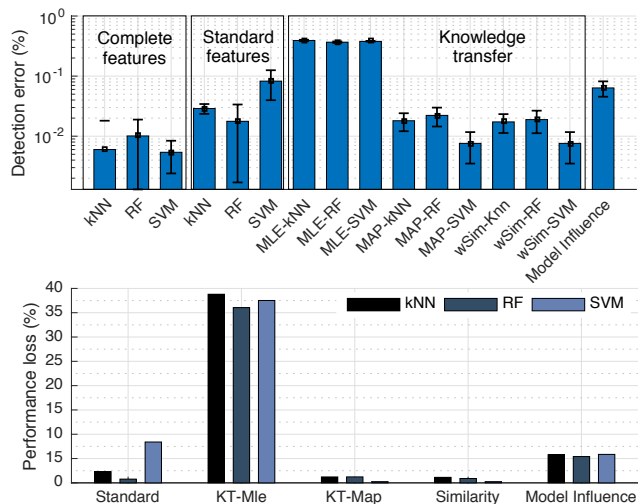 Detection error (%)
10^0
10^-1
10^-2
Complete features
Standard features
Knowledge transfer
kNN
RF
SVM
kNN
RF
SVM
MLE-kNN
MLE-RF
MLE-SVM
MAP-kNN
MAP-RF
MAP-SVM
wSim-Knn
wSim-RF
wSim-SVM
Model Influence
Performance loss (%)
40
35
30
25
25
15
10
5
0
kNN RF SVM
Standard KT-Mle KT-Map Similarity Model Influence